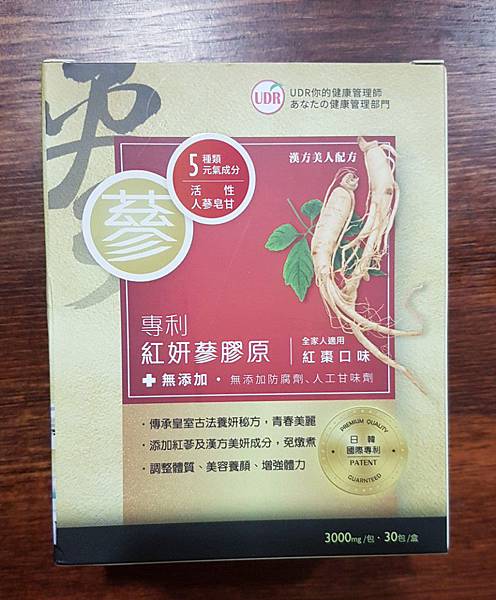 UDR
UDR你的健康管理師
あなたの健康管理部門
5 種類
元氣成分
活性
人蔘皂甘
漢方美人配方
蔘
專利
紅妍蔘膠原
全家人適用
紅棗口味
✚無添加・無添加防腐劑、人工甘味劑
・傳承皇室古法養妍秘方，青春美麗
・添加紅蔘及漢方美妍成分，免燉煮
・調整體質、美容養顏、增強體力
PREMIUM QUALITY
日韓
國際專利
PATENT
GUARNTEED
3000mg/包・30包/盒